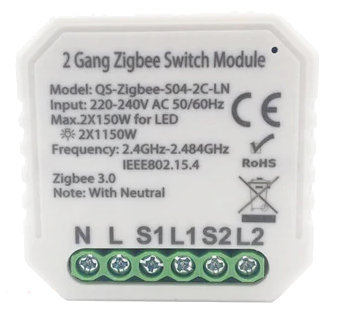 2 Gang Zigbee Switch Module
Model: QS-Zigbee-S04-2C-LN
Input: 220-240V AC 50/60Hz
Max.2X150W for LED
2X1150W
Frequency: 2.4GHz-2.484GHz
IEEE802.15.4
Zigbee 3.0
Note: With Neutral
CE
RoHS
N L S1 L1 S2 L2